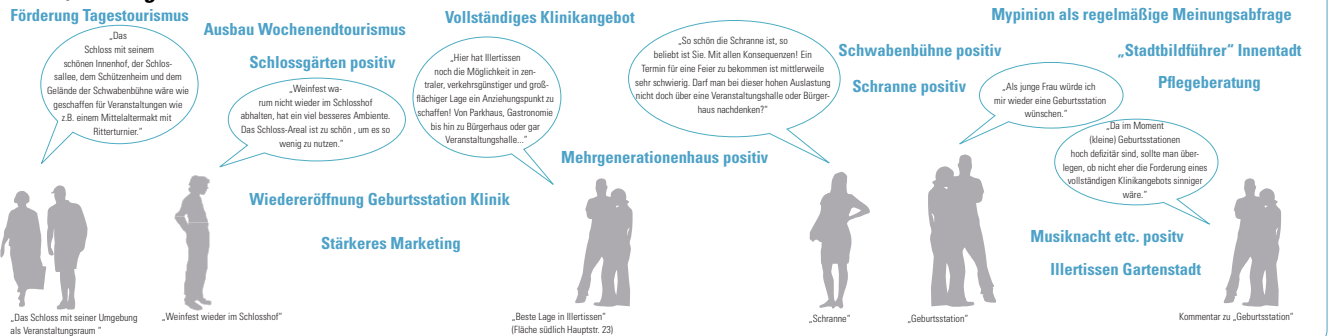 Förderung Tagestourismus
„Das
Schloss mit seinem
schönen Innenhof, der Schlos-
sallee, dem Schützenheim und dem
Gelände der Schwabenbühne wäre wie
geschaffen für Veranstaltungen wie
z.B. einem Mittelaltermakt mit
Ritterturnier.“
„Das Schloss mit seiner Umgebung
als Veranstaltungsraum “
Ausbau Wochenendtourismus
Schlossgärten positiv
„Weinfest wa-
rum nicht wieder im Schlosshof
abhalten, hat ein viel besseres Ambiente.
Das Schloss-Areal ist zu schön , um es so
wenig zu nutzen.“
„Weinfest wieder im Schlosshof“
Wiedereröffnung Geburtsstation Klinik
Stärkeres Marketing
Vollständiges Klinikangebot
„Hier hat Illertissen
noch die Möglichkeit in zen-
traler, verkehrsgünstiger und groß-
flächiger Lage ein Anziehungspunkt zu
schaffen! Von Parkhaus, Gastronomie
bis hin zu Bürgerhaus oder gar
Veranstaltungshalle...“
„Beste Lage in Illertissen“
(Fläche südlich Hauptstr. 23)
Mehrgenerationenhaus positiv
„So schön die Schranne ist, so
beliebt ist Sie. Mit allen Konsequenzen! Ein
Termin für eine Feier zu bekommen ist mittlerweile
sehr schwierig. Darf man bei dieser hohen Auslastung
nicht doch über eine Veranstaltungshalle oder Bürger-
haus nachdenken?“
„Schranne“
Schwabenbühne positiv
Schranne positiv
Mypinion als regelmäßige Meinungsabfrage
„Stadtbildführer“ Innentadt
Pflegeberatung
„Als junge Frau würde ich
mir wieder eine Geburtsstation
wünschen.“
„Geburtsstation“
„Da im Moment
(kleine) Geburtsstationen
hoch defizitär sind, sollte man über-
legen, ob nicht eher die Forderung eines
vollständigen Klinikangebots sinniger
wäre.“
Kommentar zu „Geburtsstation“
Musiknacht etc. positv
Illertissen Gartenstadt